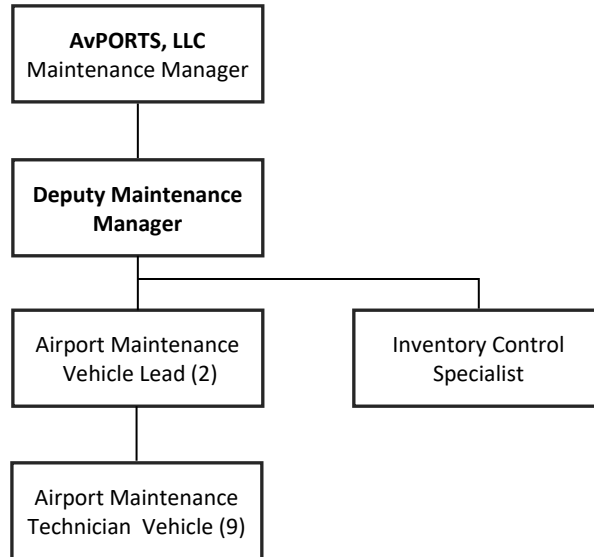 AvPORTS, LLC
Maintenance Manager
Deputy Maintenance
Manager
Airport Maintenance
Vehicle Lead (2)
Inventory Control
Specialist
Airport Maintenance
Technician  Vehicle (9)